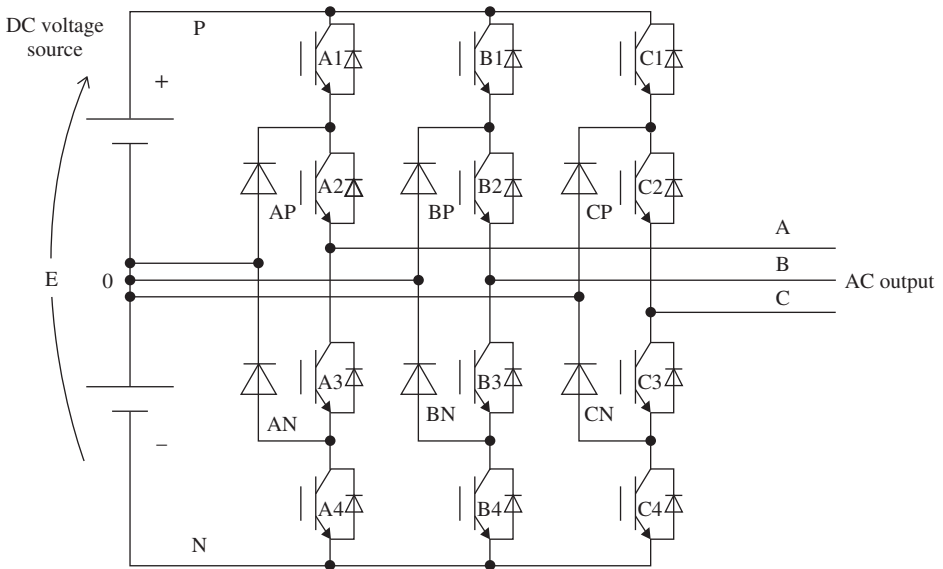 DC voltage
source
P
+
A1
B1
C1
A2
B2
C2
AP
BP
CP
A
E
0
B
AC output
C
A3
B3
C3
AN
BN
CN
−
A4
B4
C4
N